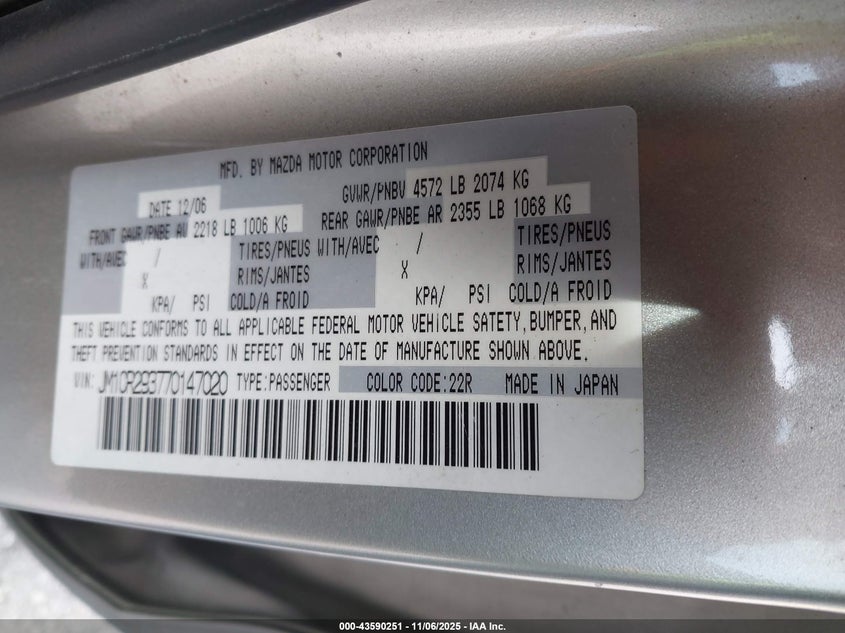 MFD. BY MAZDA MOTOR CORPORATION
DATE 12/06 GVWR/PNBV 4572 LB 2074 KG
FRONT GAWR/PNBE AV 2218 LB 1006 KG REAR GAWR/PNBE AR 2355 LB 1068 KG
WITH/AVEC / TIRES/PNEUS WITH/AVEC / TIRES/PNEUS
X RIMS/JANTES X RIMS/JANTES
KPA/ PSI COLD/A FROID KPA/ PSI COLD/A FROID
THIS VEHICLE CONFORMS TO ALL APPLICABLE FEDERAL MOTOR VEHICLE SATETY,BUMPER,AND
THEFT PREVENTION STANDARDS IN EFFECT ON THE DATE OF MANUFACTURE SHOWN ABOVE.
VIN: JM1CR293770147020 TYPE:PASSENGER COLOR CODE:22R MADE IN JAPAN
000-43590251 - 11/06/2025 - IAA Inc.